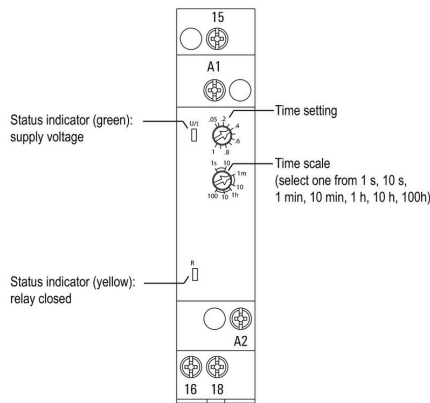 15
A1
Status indicator (green):
supply voltage
U/t
.05 .2 .4 .6 .8 1
Time setting
1s 10 1m 10 1h 10 100
Time scale
(select one from 1 s, 10 s,
1 min, 10 min, 1 h, 10 h, 100h)
R
Status indicator (yellow):
relay closed
A2
16 18